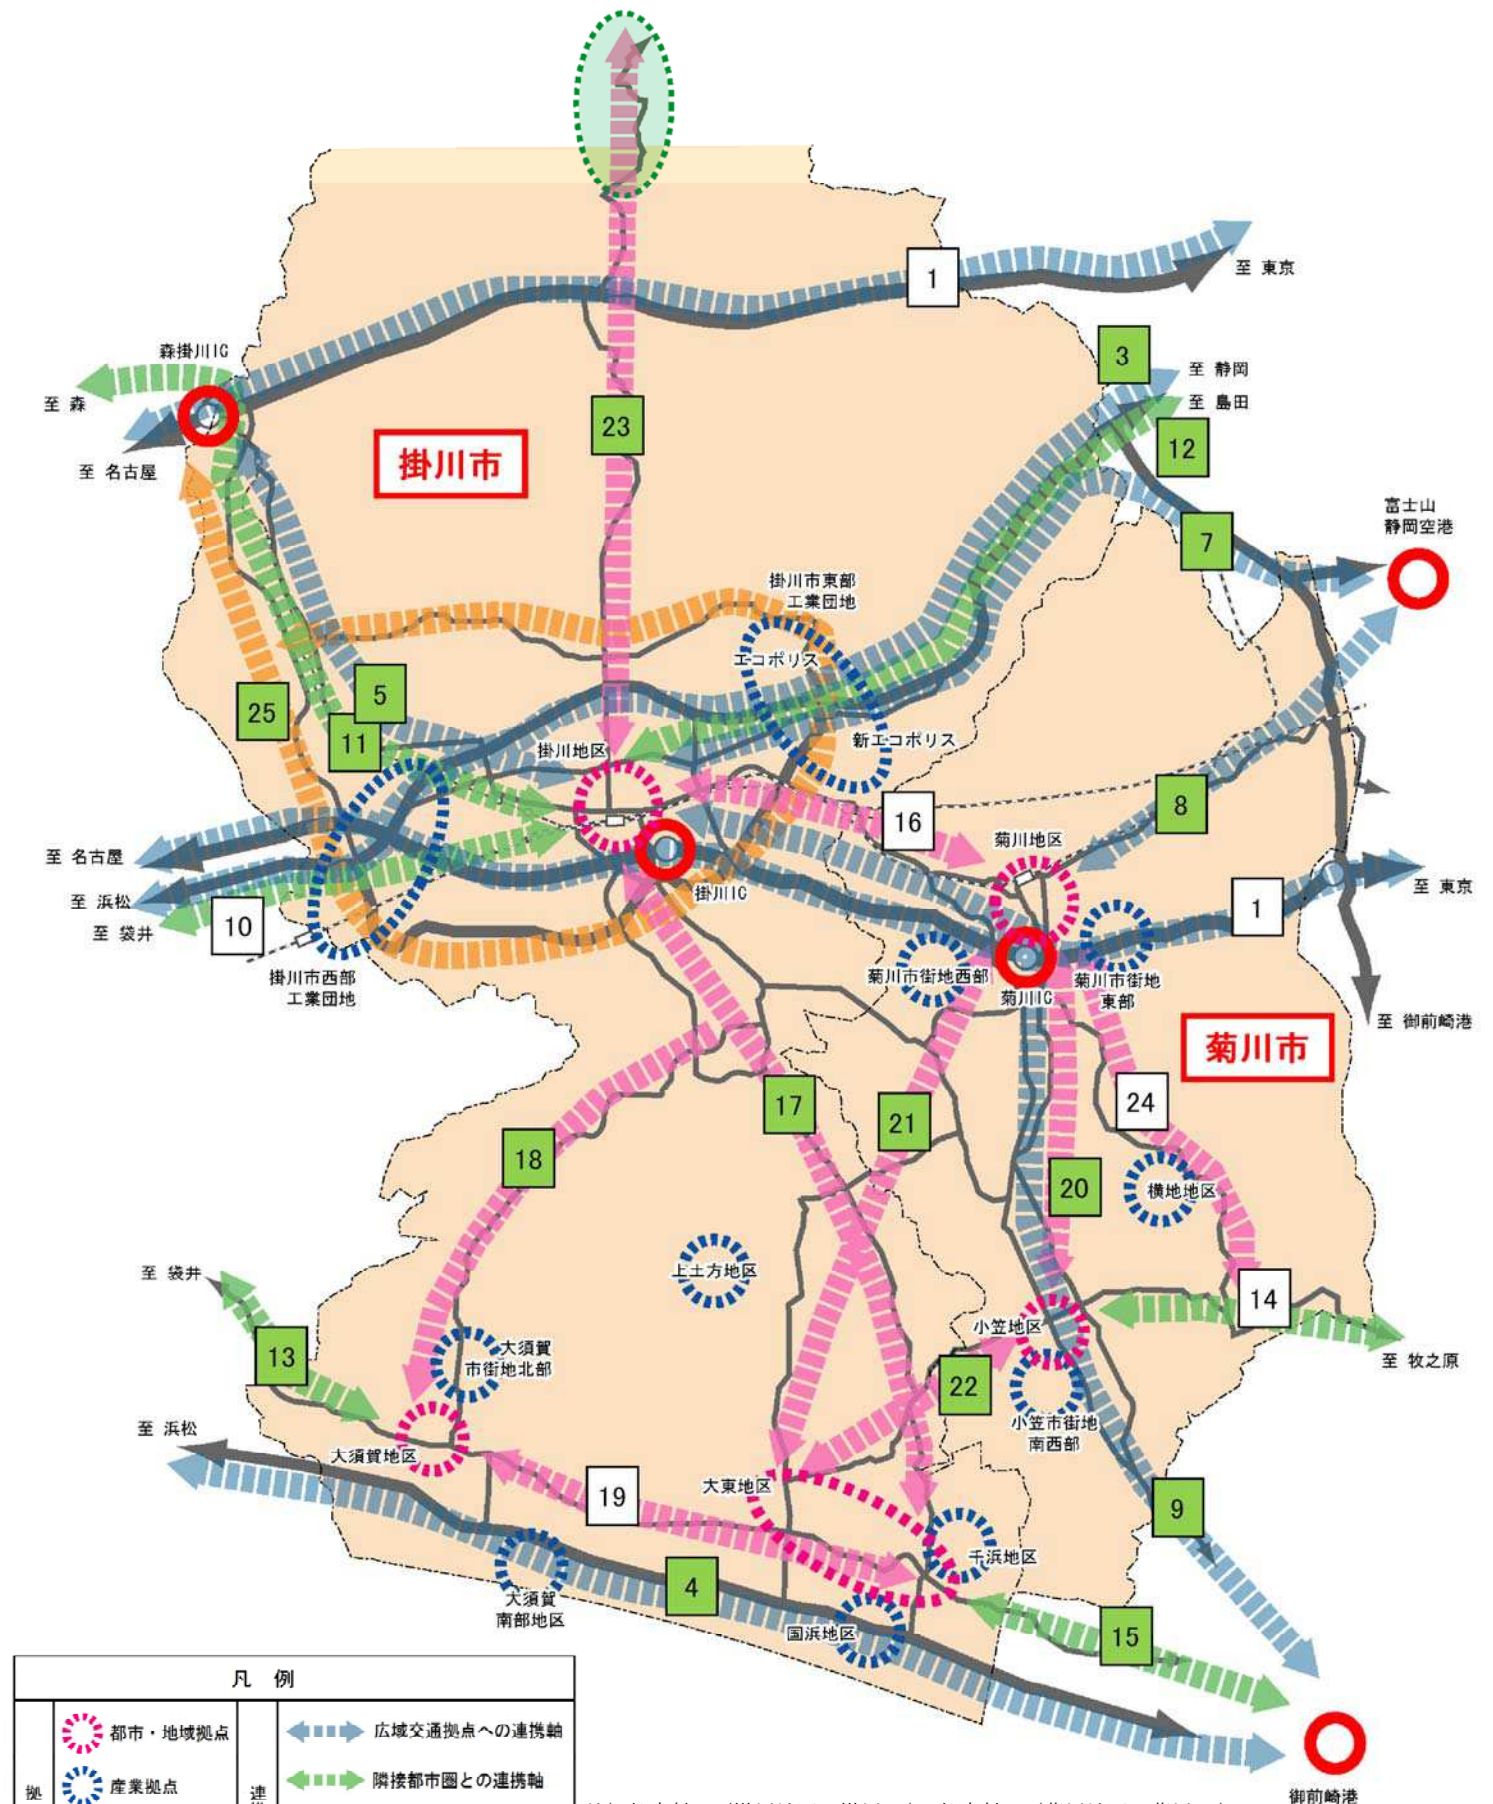 1
至 東京
森掛川IC
3
至 静岡
至 森
至 島田
23
12
掛川市
至 名古屋
富士山
静岡空港
7
掛川市東部
工業団地
エコポリス
5
25
11
掛川地区
新エコポリス
8
16
菊川地区
至 名古屋
至 東京
掛川IC
至 浜松
1
10
至 袋井
掛川市西部
工業団地
菊川市街地西部
菊川市街地
東部
菊川IC
至 御前崎港
菊川市
17
24
21
18
20
横地地区
上土方地区
至 袋井
14
小笠地区
13
大須賀
市街地北部
至 牧之原
22
小笠市街地
南西部
至 浜松
大須賀地区
大東地区
19
9
千浜地区
4
大須賀
南部地区
国浜地区
15
凡 例
都市・地域拠点
広域交通拠点への連携軸
産業拠点
隣接都市圏との連携軸
拠
連
御前崎港